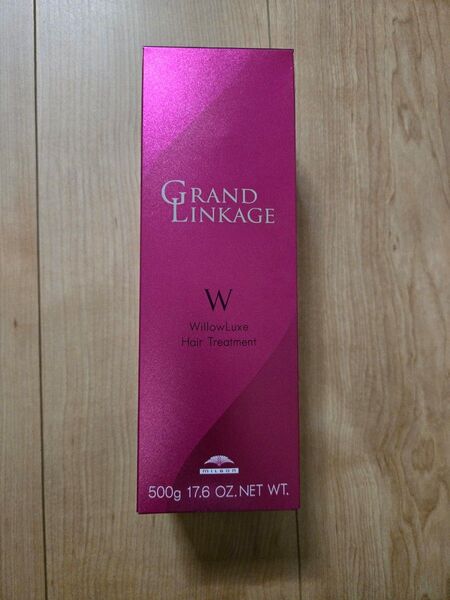 GRAND
LINKAGE
W
WillowLuxe
Hair Treatment
MILBON
500g 17.6 OZ.NET WT.